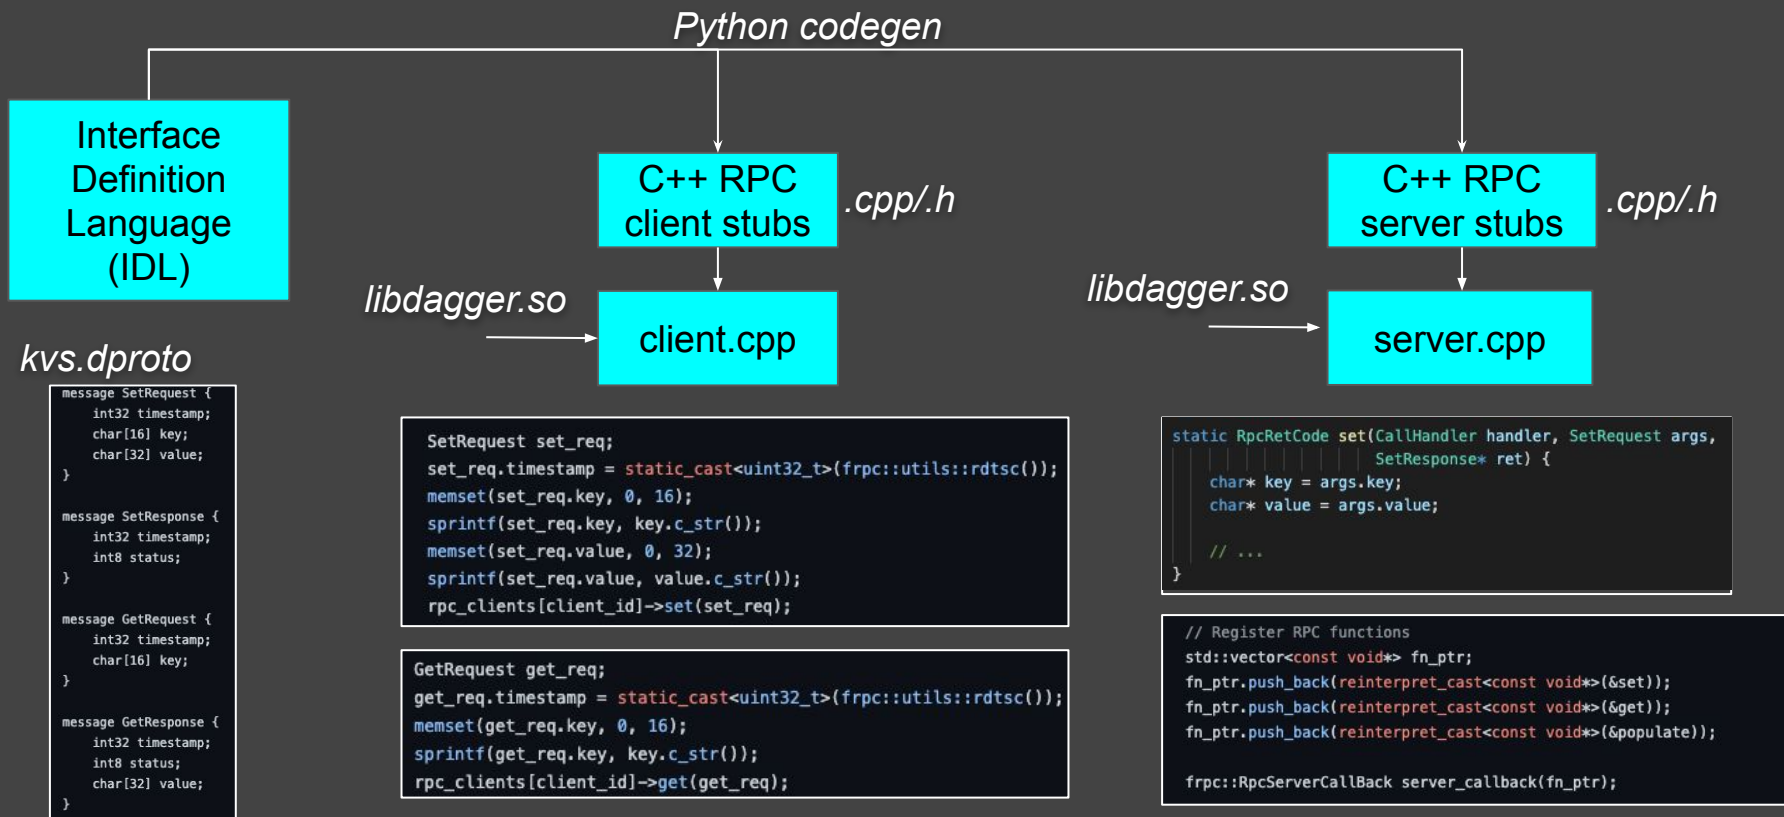 Python codegen
Interface
Definition
Language
(IDL)
C++ RPC
client stubs
.cpp/.h
C++ RPC
server stubs
.cpp/.h
libdagger.so
client.cpp
libdagger.so
server.cpp
kvs.dproto
message SetRequest {
    int32 timestamp;
    char[16] key;
    char[32] value;
}
message SetResponse {
    int32 timestamp;
    int8 status;
}
message GetRequest {
    int32 timestamp;
    char[16] key;
}
message GetResponse {
    int32 timestamp;
    int8 status;
    char[32] value;
}
SetRequest set_req;
set_req.timestamp = static_cast<uint32_t>(frpc::utils::rdtsc());
memset(set_req.key, 0, 16);
sprintf(set_req.key, key.c_str());
memset(set_req.value, 0, 32);
sprintf(set_req.value, value.c_str());
rpc_clients[client_id]->set(set_req);
GetRequest get_req;
get_req.timestamp = static_cast<uint32_t>(frpc::utils::rdtsc());
memset(get_req.key, 0, 16);
sprintf(get_req.key, key.c_str());
rpc_clients[client_id]->get(get_req);
static RpcRetCode set(CallHandler handler, SetRequest args,
                      SetResponse* ret) {
    char* key = args.key;
    char* value = args.value;
    // ...
}
// Register RPC functions
std::vector<const void*> fn_ptr;
fn_ptr.push_back(reinterpret_cast<const void*>(&set));
fn_ptr.push_back(reinterpret_cast<const void*>(&get));
fn_ptr.push_back(reinterpret_cast<const void*>(&populate));
frpc::RpcServerCallBack server_callback(fn_ptr);